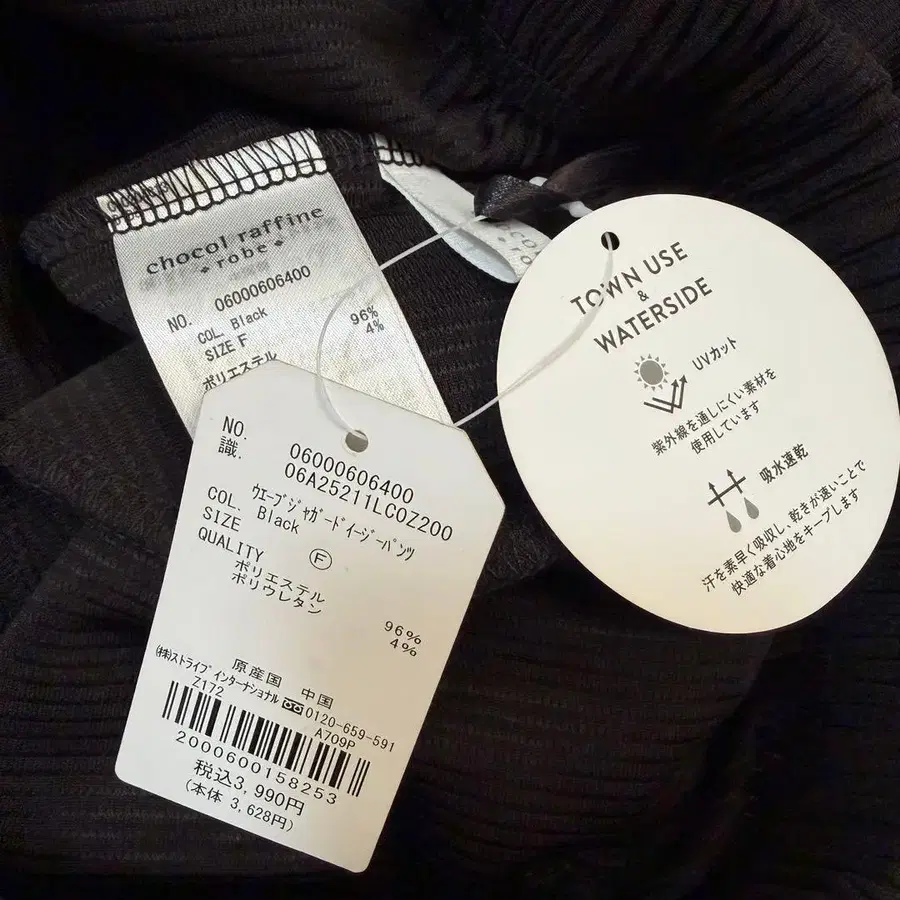 chocol raffine
robe
NO. 06000606400
COL. Black
SIZE F
96%
4%
ポリエステル
NO. 06000606400
識. 06A25211LC0Z200
ウエーブジャガードイージーパンツ
COL. Black
SIZE F
QUALITY
ポリエステル 96%
ポリウレタン 4%
原産国 中国
(株)ストライプインターナショナル 0120-659-591
Z172 A709P
2000600158253
税込3,990円
(本体 3,628円)
TOWN USE
&
WATERSIDE
UVカット
紫外線を通しにくい素材を
使用しています
吸水速乾
汗を素早く吸収し、乾きが速いことで
快適な着心地をキープします